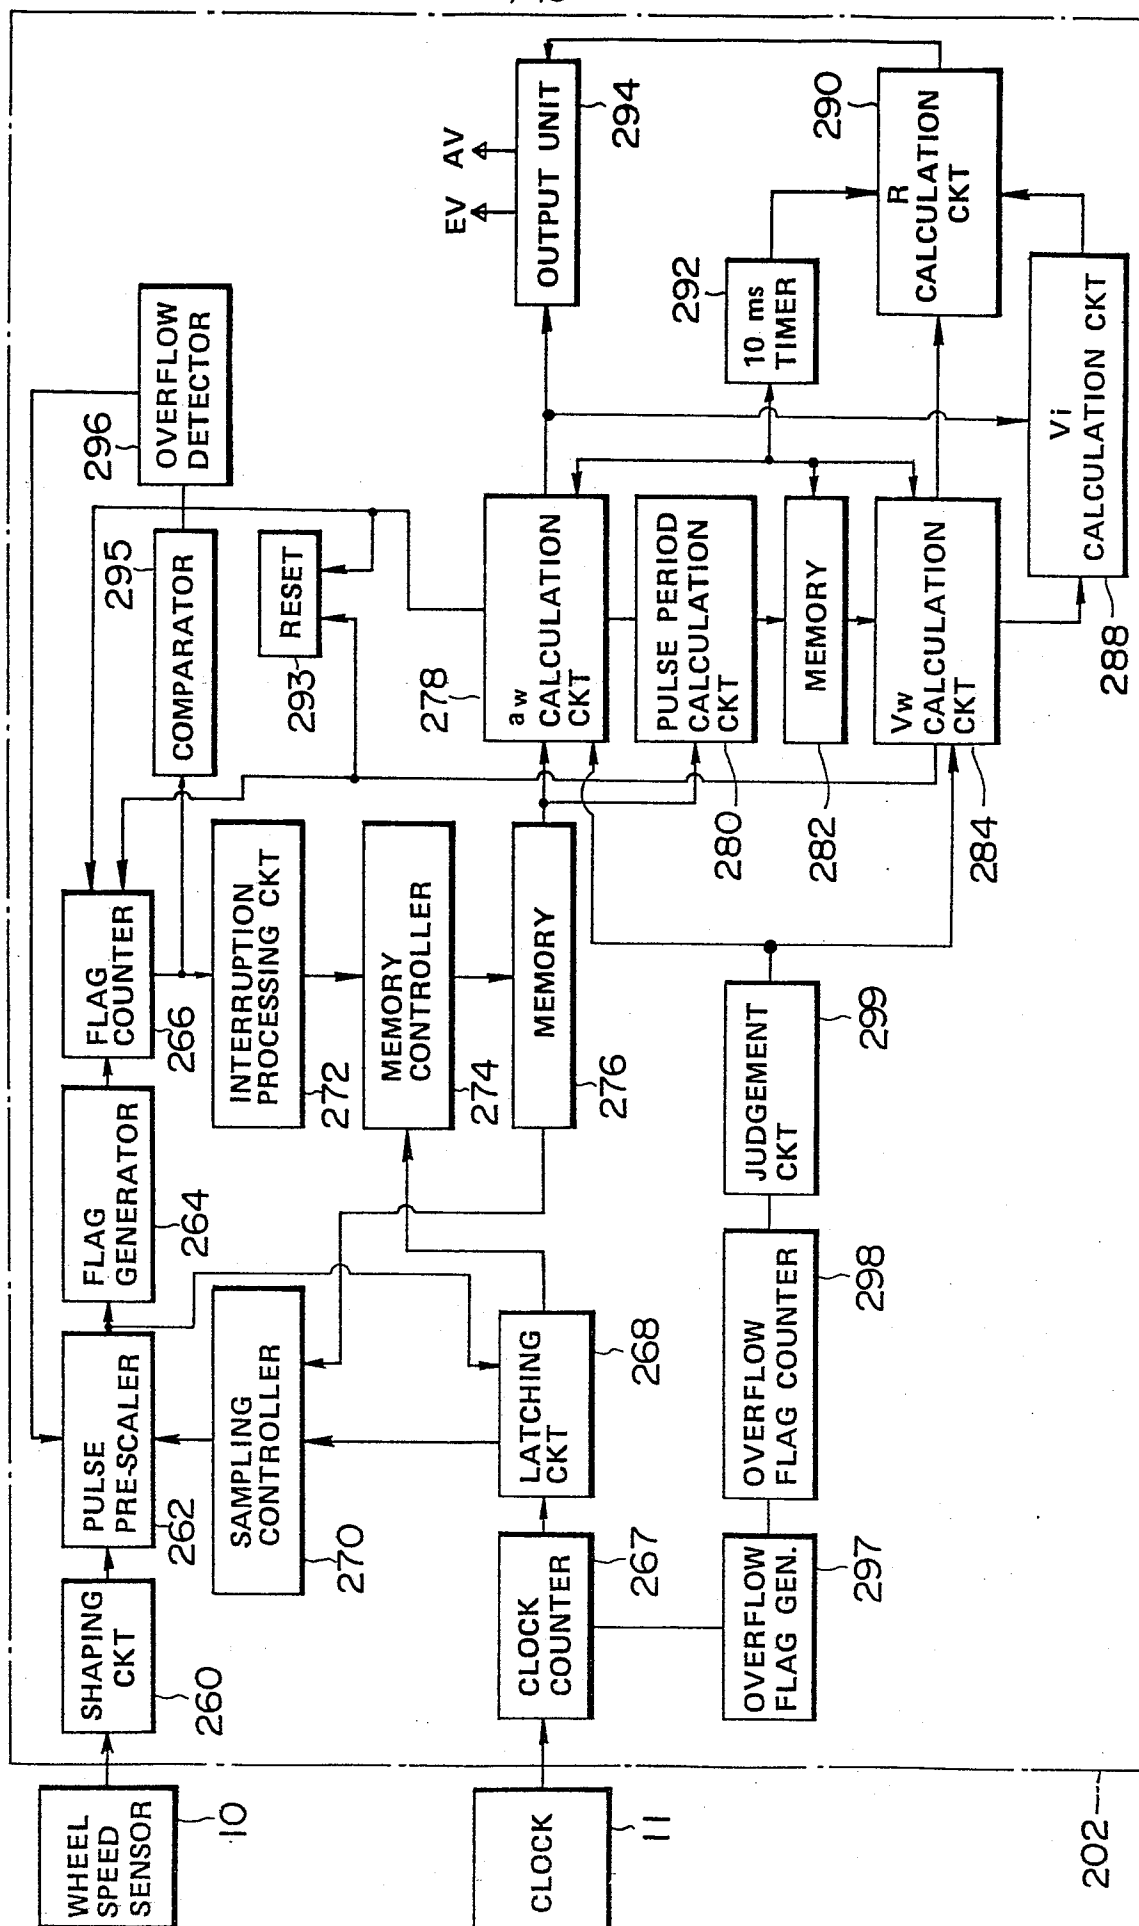 WHEEL
SPEED
SENSOR
10
SHAPING
CKT
260
PULSE
PRE-SCALER
262
FLAG
GENERATOR
264
FLAG
COUNTER
266
COMPARATOR
295
OVERFLOW
DETECTOR
296
SAMPLING
CONTROLLER
270
INTERRUPTION
PROCESSING CKT
272
RESET
293
MEMORY
CONTROLLER
274
CLOCK
11
CLOCK
COUNTER
267
LATCHING
CKT
268
MEMORY
276
aw
CALCULATION
CKT
278
EV
AV
OUTPUT UNIT
294
PULSE PERIOD
CALCULATION
CKT
280
10 ms
TIMER
292
MEMORY
282
OVERFLOW
FLAG GEN.
297
OVERFLOW
FLAG COUNTER
298
JUDGEMENT
CKT
299
Vw
CALCULATION
CKT
284
R
CALCULATION
CKT
290
Vi
CALCULATION CKT
288
202